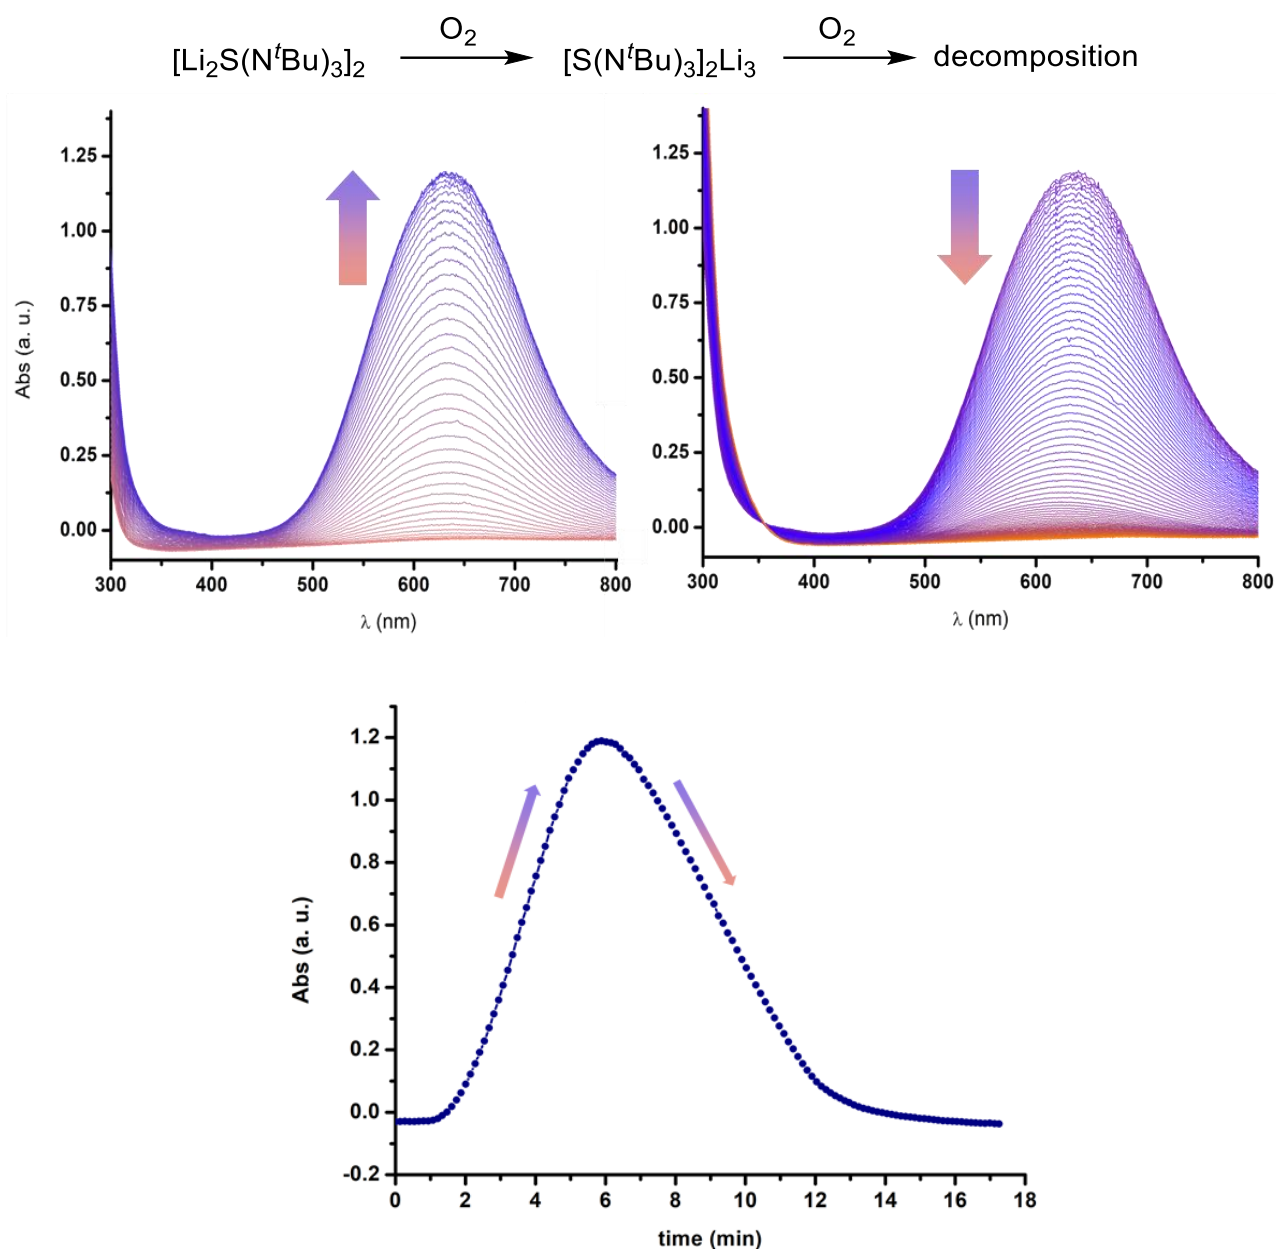 O₂ O₂
[Li₂S(NᵗBu)₃]₂ [S(NᵗBu)₃]₂Li₃ decomposition
1.25
1.00
0.75
0.50
0.25
0.00
Abs (a. u.)
300 400 500 600 700 800
λ (nm)
1.25
1.00
0.75
0.50
0.25
0.00
300 400 500 600 700 800
λ (nm)
1.2
1.0
0.8
0.6
0.4
0.2
0.0
-0.2
Abs (a. u.)
0 2 4 6 8 10 12 14 16 18
time (min)